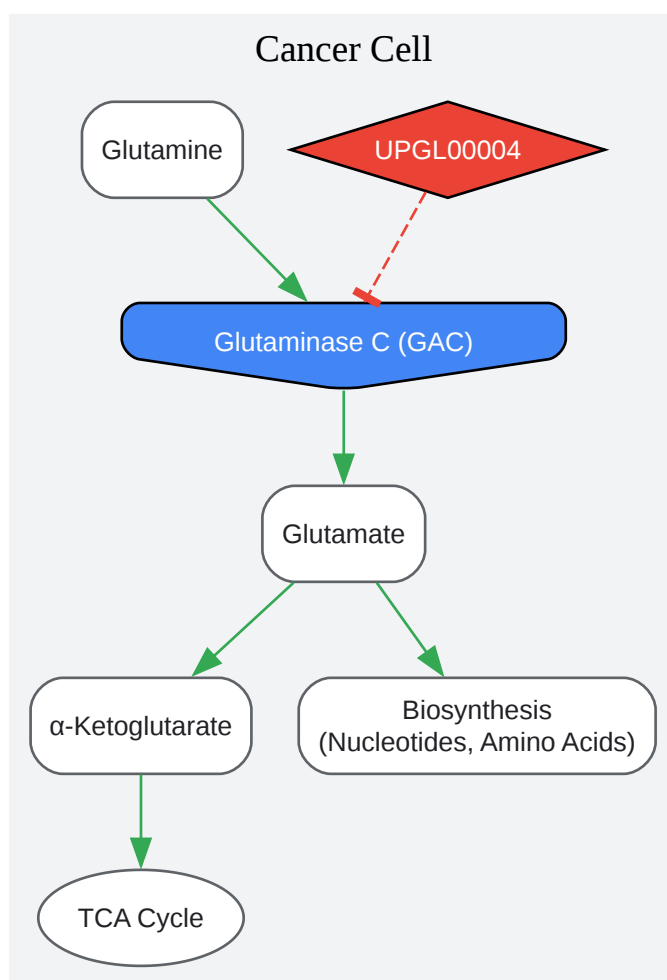 Cancer Cell
Glutamine
UPGL00004
Glutaminase C (GAC)
Glutamate
α-Ketoglutarate
Biosynthesis
(Nucleotides, Amino Acids)
TCA Cycle